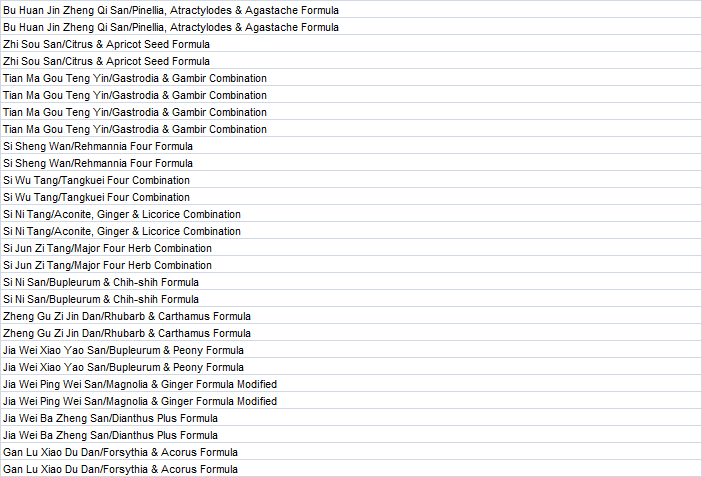 Bu Huan Jin Zheng Qi San/Pinellia, Atractylodes & Agastache Formula
Bu Huan Jin Zheng Qi San/Pinellia, Atractylodes & Agastache Formula
Zhi Sou San/Citrus & Apricot Seed Formula
Zhi Sou San/Citrus & Apricot Seed Formula
Tian Ma Gou Teng Yin/Gastrodia & Gambir Combination
Tian Ma Gou Teng Yin/Gastrodia & Gambir Combination
Tian Ma Gou Teng Yin/Gastrodia & Gambir Combination
Tian Ma Gou Teng Yin/Gastrodia & Gambir Combination
Si Sheng Wan/Rehmannia Four Formula
Si Sheng Wan/Rehmannia Four Formula
Si Wu Tang/Tangkuei Four Combination
Si Wu Tang/Tangkuei Four Combination
Si Ni Tang/Aconite, Ginger & Licorice Combination
Si Ni Tang/Aconite, Ginger & Licorice Combination
Si Jun Zi Tang/Major Four Herb Combination
Si Jun Zi Tang/Major Four Herb Combination
Si Ni San/Bupleurum & Chih-shih Formula
Si Ni San/Bupleurum & Chih-shih Formula
Zheng Gu Zi Jin Dan/Rhubarb & Carthamus Formula
Zheng Gu Zi Jin Dan/Rhubarb & Carthamus Formula
Jia Wei Xiao Yao San/Bupleurum & Peony Formula
Jia Wei Xiao Yao San/Bupleurum & Peony Formula
Jia Wei Ping Wei San/Magnolia & Ginger Formula Modified
Jia Wei Ping Wei San/Magnolia & Ginger Formula Modified
Jia Wei Ba Zheng San/Dianthus Plus Formula
Jia Wei Ba Zheng San/Dianthus Plus Formula
Gan Lu Xiao Du Dan/Forsythia & Acorus Formula
Gan Lu Xiao Du Dan/Forsythia & Acorus Formula